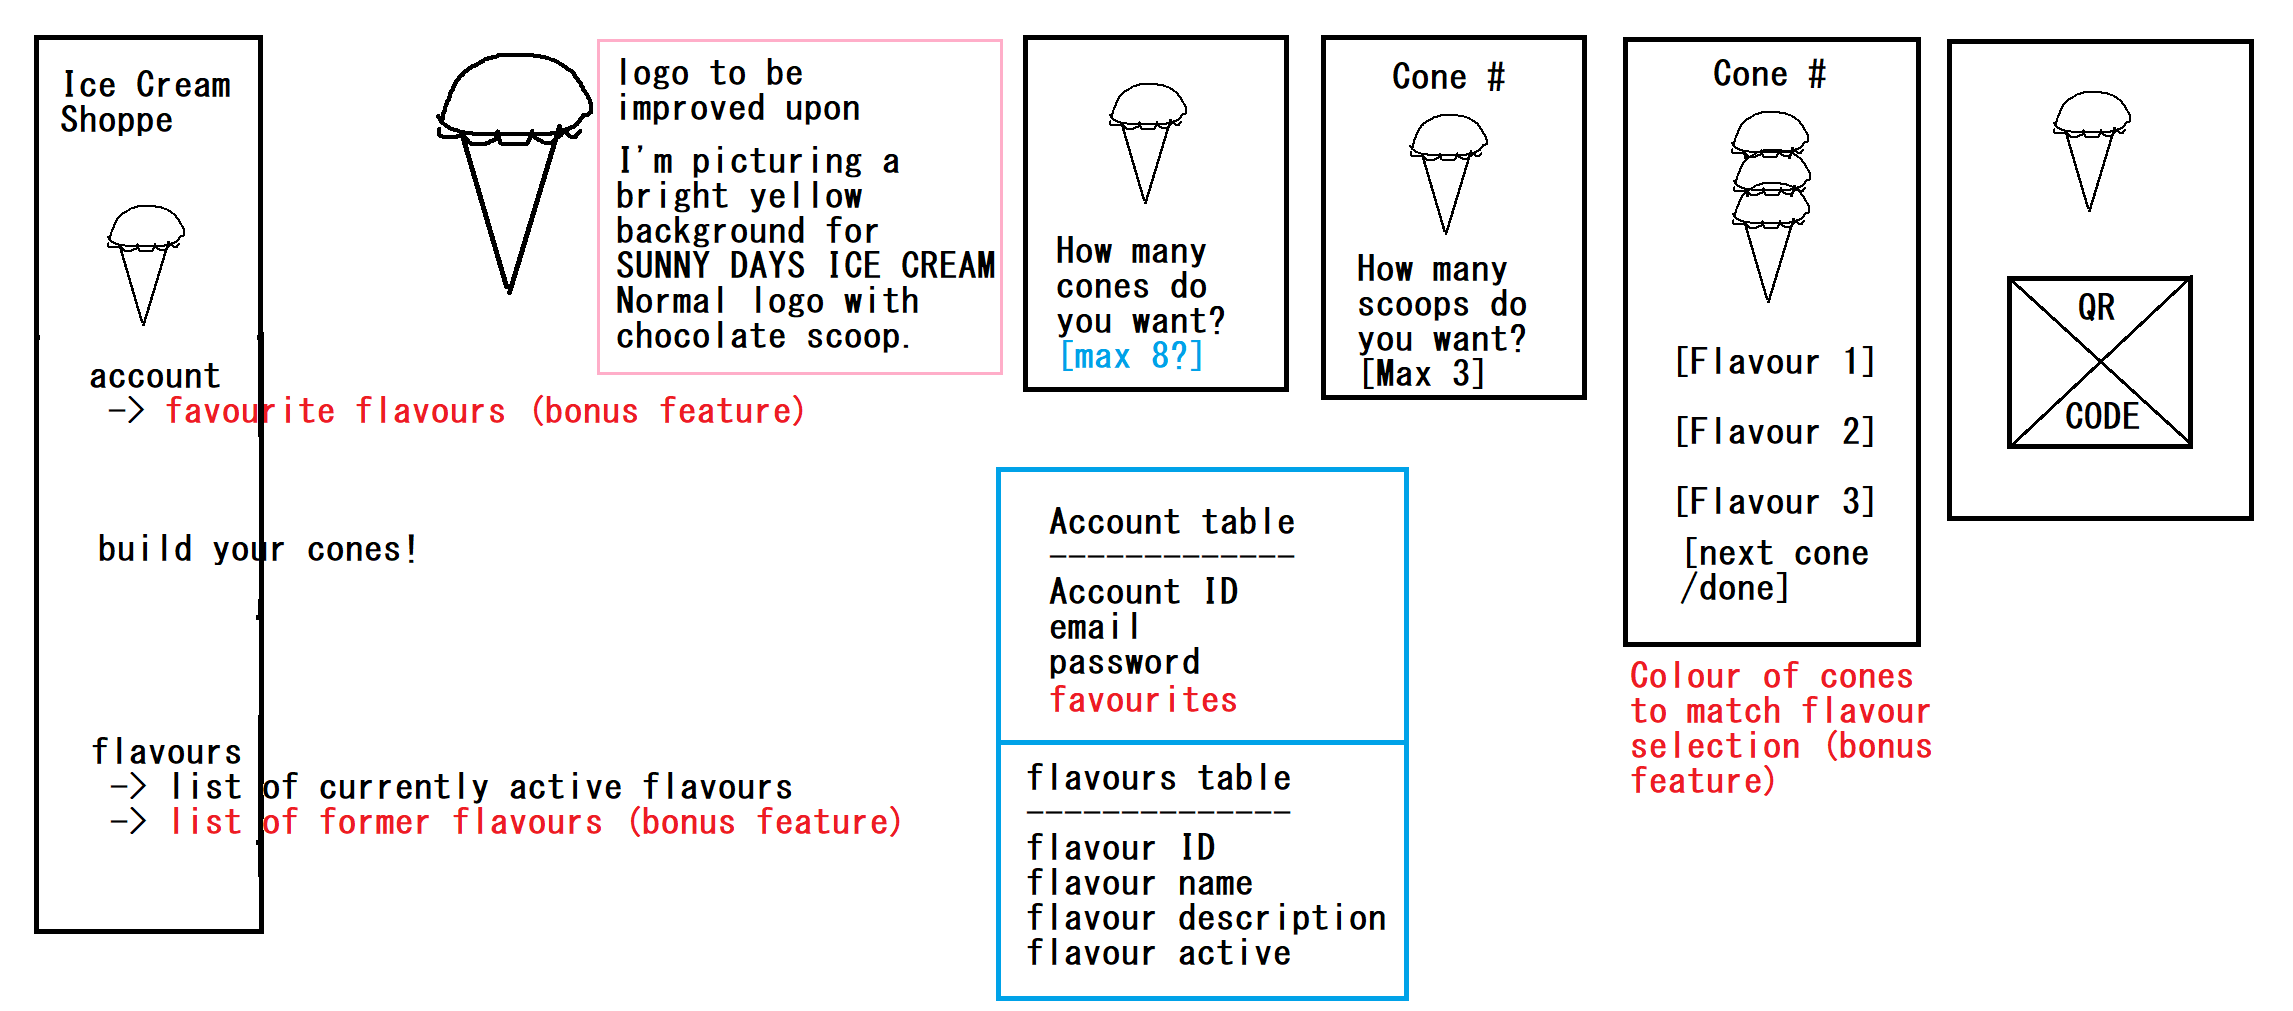 Ice Cream
Shoppe
account
-> favourite flavours (bonus feature)
build your cones!
flavours
-> list of currently active flavours
-> list of former flavours (bonus feature)
logo to be
improved upon
I'm picturing a
bright yellow
background for
SUNNY DAYS ICE CREAM
Normal logo with
chocolate scoop.
How many
cones do
you want?
[max 8?]
Cone #
How many
scoops do
you want?
[Max 3]
Cone #
[Flavour 1]
[Flavour 2]
[Flavour 3]
[next cone
/done]
Colour of cones
to match flavour
selection (bonus
feature)
QR
CODE
Account table
-------------
Account ID
email
password
favourites
flavours table
--------------
flavour ID
flavour name
flavour description
flavour active